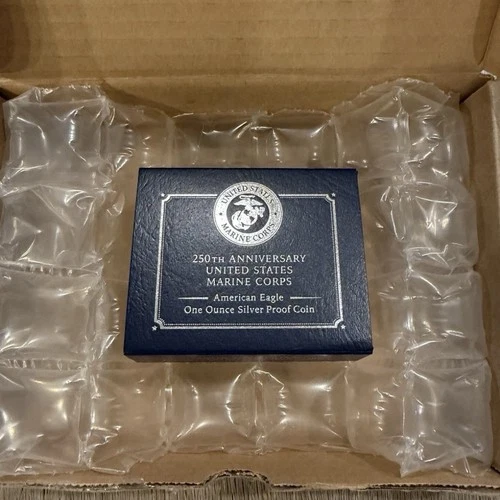 UNITED STATES
MARINE CORPS
250TH ANNIVERSARY
UNITED STATES
MARINE CORPS
American Eagle
One Ounce Silver Proof Coin